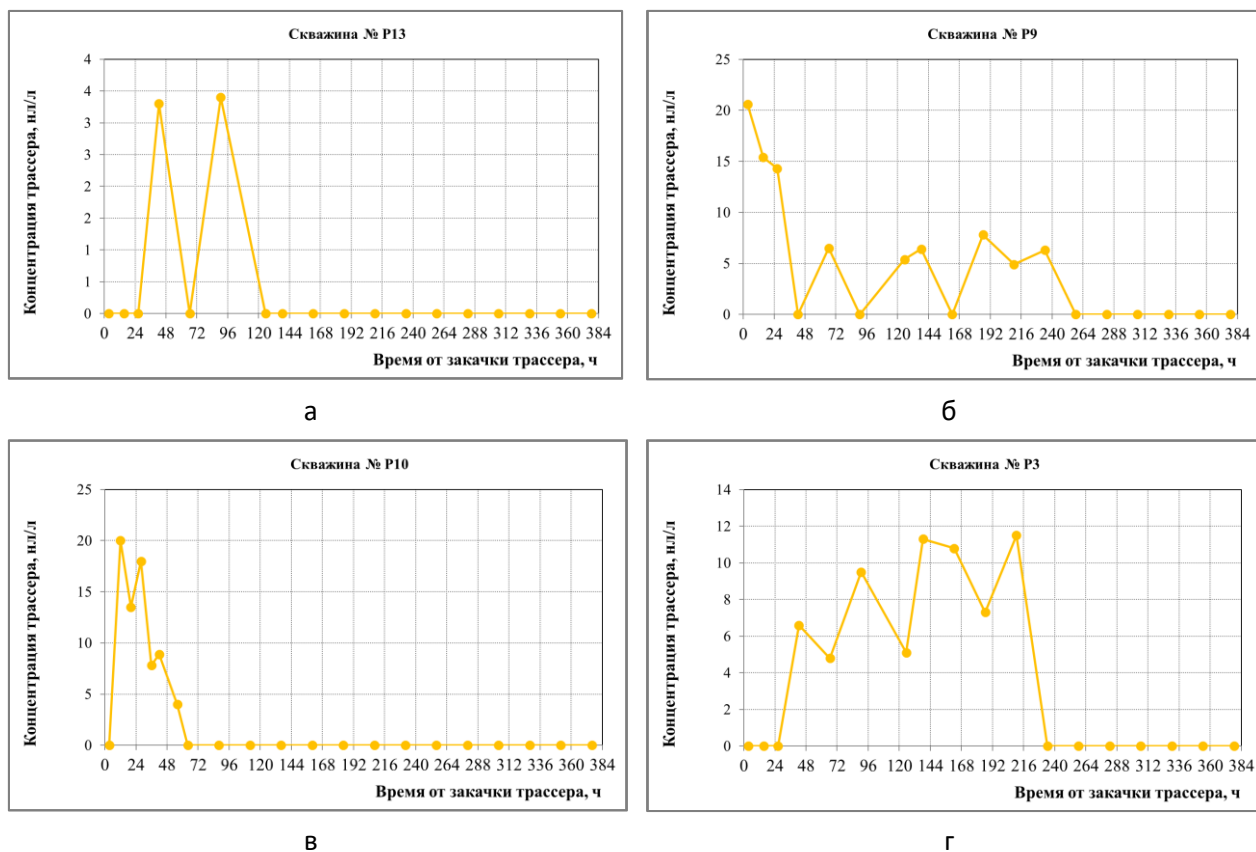 Скважина № P13
Концентрация трассера, нл/л
4
4
3
3
2
2
1
1
0
0 24 48 72 96 120 144 168 192 216 240 264 288 312 336 360 384
Время от закачки трассера, ч
а
Скважина № P9
Концентрация трассера, нл/л
25
20
15
10
5
0
0 24 48 72 96 120 144 168 192 216 240 264 288 312 336 360 384
Время от закачки трассера, ч
б
Скважина № P10
Концентрация трассера, нл/л
25
20
15
10
5
0
0 24 48 72 96 120 144 168 192 216 240 264 288 312 336 360 384
Время от закачки трассера, ч
в
Скважина № P3
Концентрация трассера, нл/л
14
12
10
8
6
4
2
0
0 24 48 72 96 120 144 168 192 216 240 264 288 312 336 360 384
Время от закачки трассера, ч
г